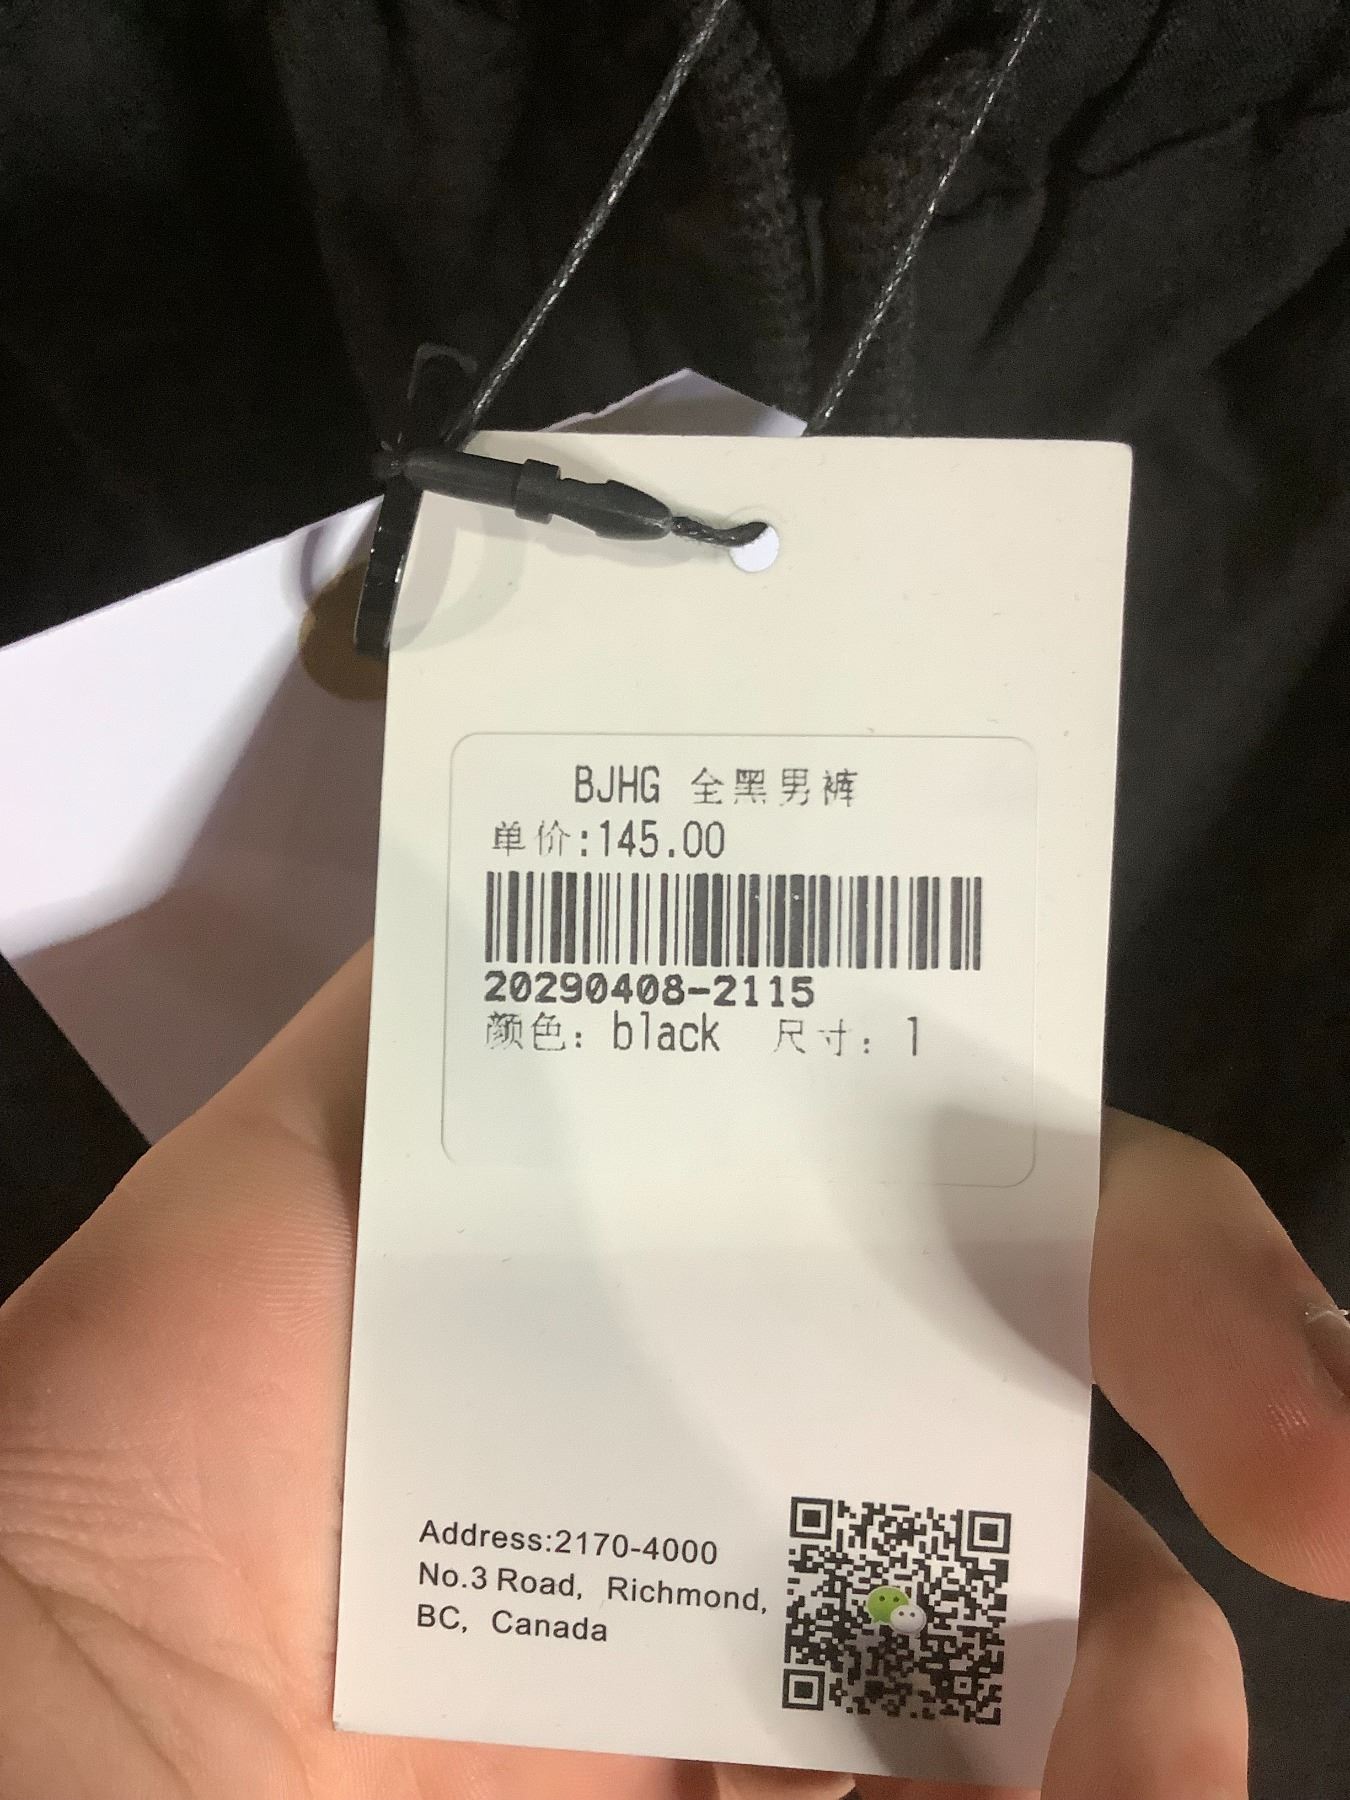 BJHG 全黑男裤
单价:145.00
20290408-2115
颜色: black 尺寸: 1
Address:2170-4000
No.3 Road, Richmond,
BC, Canada